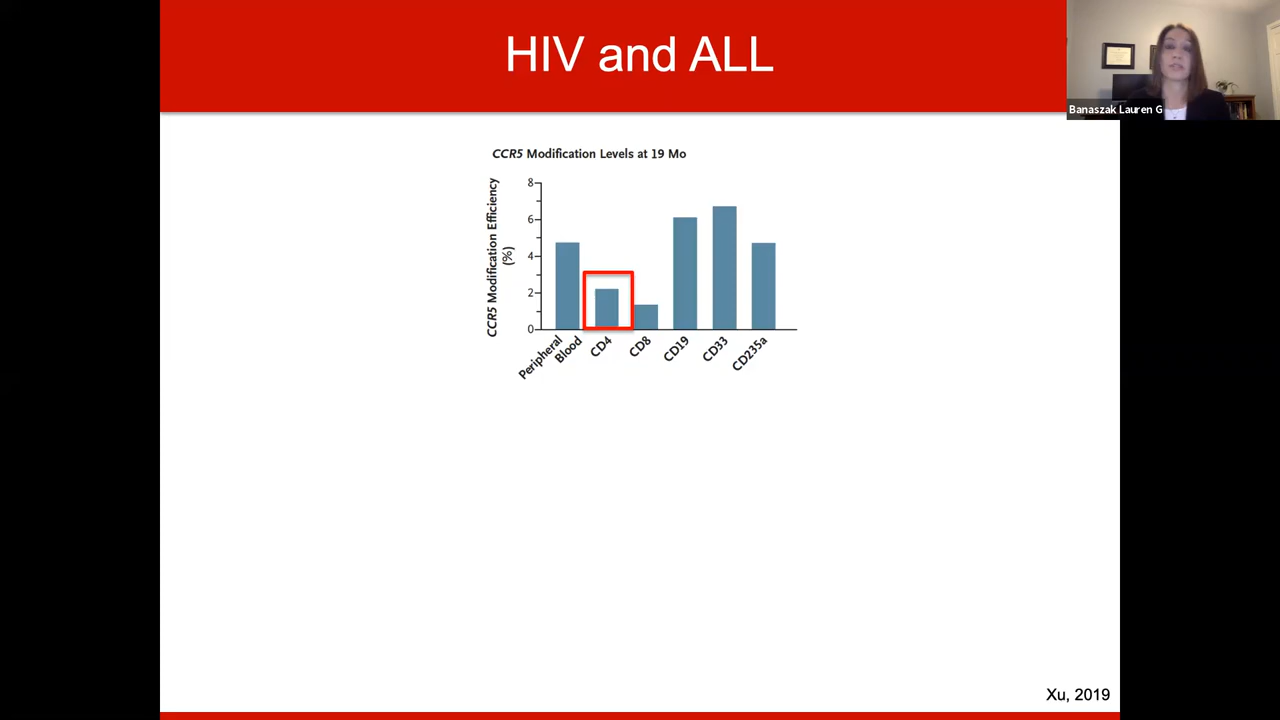 HIV and ALL
Banaszak Lauren G
CCR5 Modification Levels at 19 Mo
CCR5 Modification Efficiency
(%)
8
6
4
2
0
Peripheral
Blood
CD4
CD8
CD19
CD33
CD235a
Xu, 2019